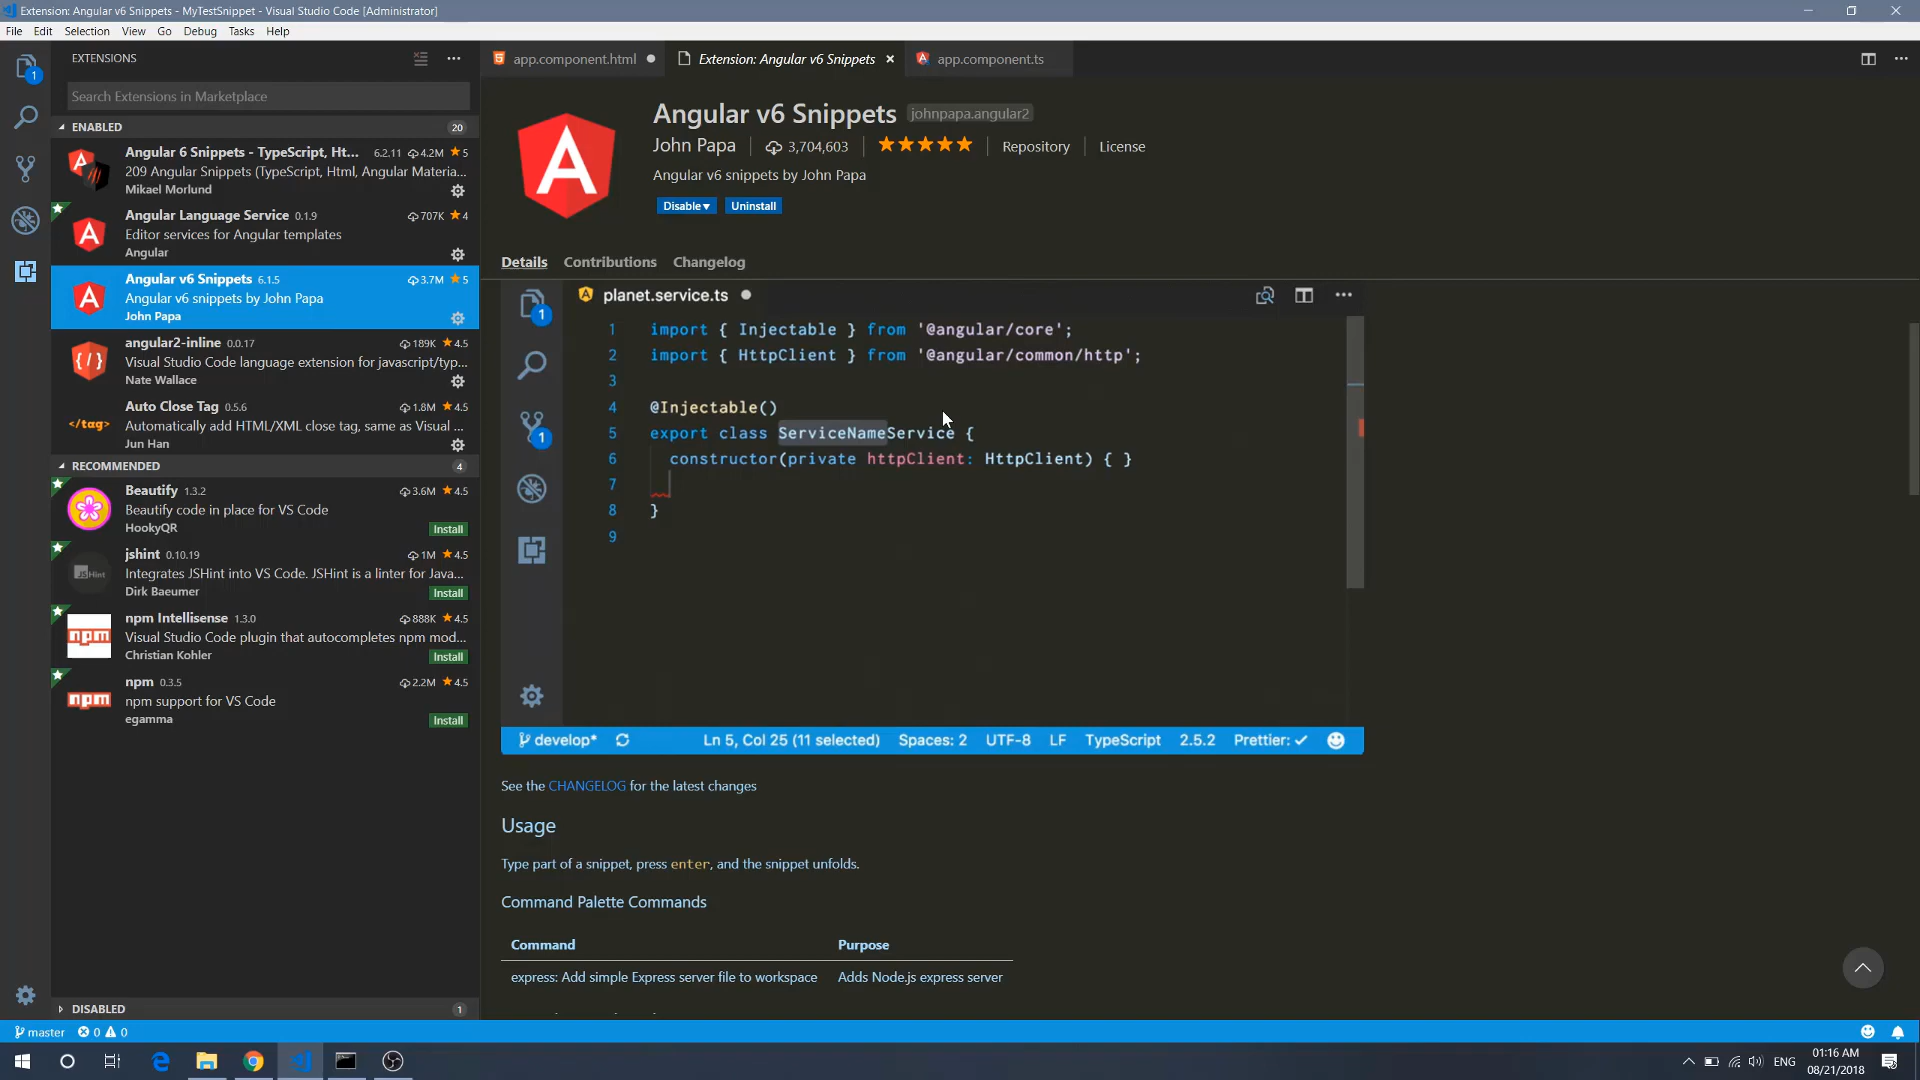 Extension: Angular v6 Snippets - MyTestSnippet - Visual Studio Code [Administrator]
File Edit Selection View Go Debug Tasks Help
EXTENSIONS
Search Extensions in Marketplace
ENABLED 20
Angular 6 Snippets - TypeScript, Ht... 6.2.11 4.2M 5
209 Angular Snippets (TypeScript, Html, Angular Materia...
Mikael Morlund
Angular Language Service 0.1.9 707K 4
Editor services for Angular templates
Angular
Angular v6 Snippets 6.1.5 3.7M 5
Angular v6 snippets by John Papa
John Papa
angular2-inline 0.0.17 189K 4.5
Visual Studio Code language extension for javascript/typ...
Nate Wallace
</tag>
Auto Close Tag 0.5.6 1.8M 4.5
Automatically add HTML/XML close tag, same as Visual ...
Jun Han
RECOMMENDED 4
Beautify 1.3.2 3.6M 4.5
Beautify code in place for VS Code
HookyQR Install
JSHint
jshint 0.10.19 1M 4.5
Integrates JSHint into VS Code. JSHint is a linter for Java...
Dirk Baeumer Install
npm
npm Intellisense 1.3.0 888K 4.5
Visual Studio Code plugin that autocompletes npm mod...
Christian Kohler Install
npm
npm 0.3.5 2.2M 4.5
npm support for VS Code
egamma Install
DISABLED 1
app.component.html Extension: Angular v6 Snippets app.component.ts
Angular v6 Snippets johnpapa.angular2
John Papa 3,704,603 Repository License
Angular v6 snippets by John Papa
Disable Uninstall
Details Contributions Changelog
1 planet.service.ts
1 import { Injectable } from '@angular/core';
2 import { HttpClient } from '@angular/common/http';
3
4 @Injectable()
5 export class ServiceNameService {
6 constructor(private httpClient: HttpClient) { }
7
8 }
9
1
develop* Ln 5, Col 25 (11 selected) Spaces: 2 UTF-8 LF TypeScript 2.5.2 Prettier: ✓
See the CHANGELOG for the latest changes
Usage
Type part of a snippet, press enter, and the snippet unfolds.
Command Palette Commands
Command Purpose
express: Add simple Express server file to workspace Adds Node.js express server
1
master 0 0
ENG 01:16 AM
08/21/2018